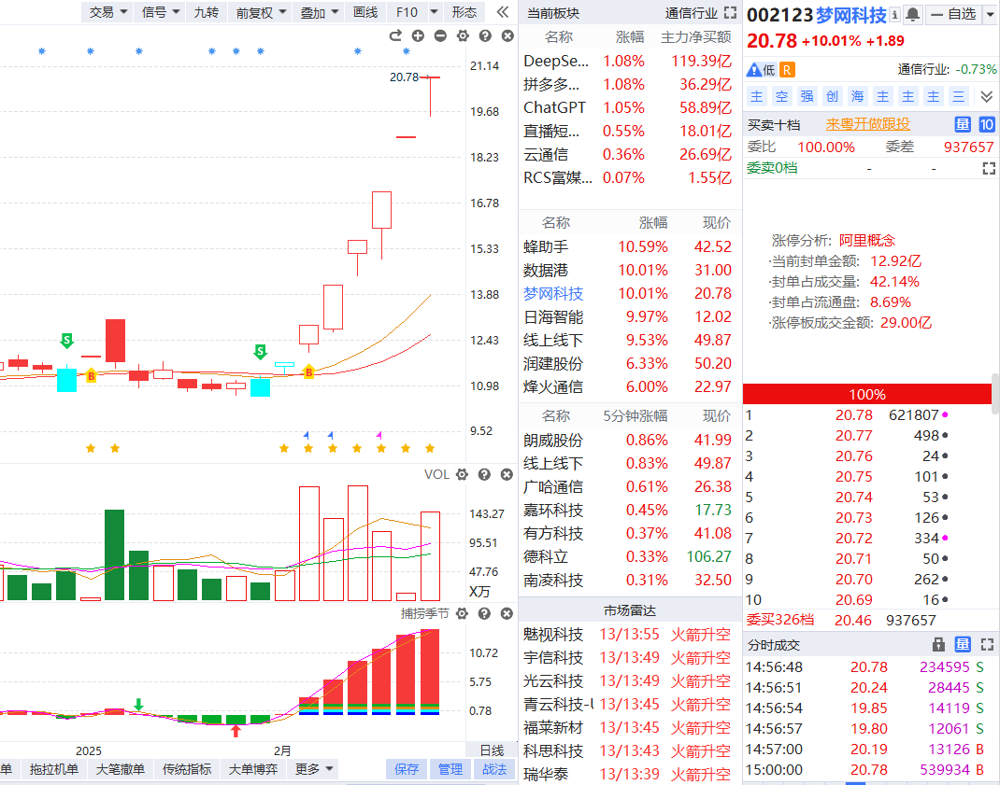 交易 信号 九转 前复权 叠加 画线 F10 形态
21.14
20.78
19.68
18.23
16.78
15.33
13.88
12.43
10.98
9.52
S
B
S
B
VOL
143.27
95.51
47.76
X万
捕捞季节
10.72
5.75
0.78
2025 2月 日线
单 拖拉机单 大笔撤单 传统指标 大单博弈 更多 保存 管理 战法
当前板块 通信行业
名称 涨幅 主力净买额
DeepSe... 1.08% 119.39亿
拼多多... 1.08% 36.29亿
ChatGPT 1.05% 58.89亿
直播短... 0.55% 18.01亿
云通信 0.36% 26.69亿
RCS富媒... 0.07% 1.55亿
名称 涨幅 现价
蜂助手 10.59% 42.52
数据港 10.01% 31.00
梦网科技 10.01% 20.78
日海智能 9.97% 12.02
线上线下 9.53% 49.87
润建股份 6.33% 50.20
烽火通信 6.00% 22.97
名称 5分钟涨幅 现价
朗威股份 0.86% 41.99
线上线下 0.83% 49.87
广哈通信 0.61% 26.38
嘉环科技 0.45% 17.73
有方科技 0.37% 41.08
德科立 0.33% 106.27
南凌科技 0.31% 32.50
市场雷达
魅视科技 13/13:55 火箭升空
宇信科技 13/13:49 火箭升空
光云科技 13/13:49 火箭升空
青云科技-U 13/13:45 火箭升空
福莱新材 13/13:45 火箭升空
科思科技 13/13:43 火箭升空
瑞华泰 13/13:39 火箭升空
002123 梦网科技 自选
20.78 +10.01% +1.89
低 R 通信行业: -0.73%
主 空 强 创 海 主 主 主 三
买卖十档 来粤开做跟投 量 10
委比 100.00% 委差 937657
委卖0档 - -
涨停分析: 阿里概念
·当前封单金额: 12.92亿
·封单占成交量: 42.14%
·封单占流通盘: 8.69%
·涨停板成交金额: 29.00亿
100%
1 20.78 621807
2 20.77 498
3 20.76 24
4 20.75 101
5 20.74 53
6 20.73 126
7 20.72 334
8 20.71 50
9 20.70 262
10 20.69 16
委买326档 20.46 937657
分时成交 量
14:56:48 20.78 234595 S
14:56:51 20.24 28445 S
14:56:54 19.85 14119 S
14:56:57 19.80 12061 S
14:57:00 20.19 13126 B
15:00:00 20.78 539934 B